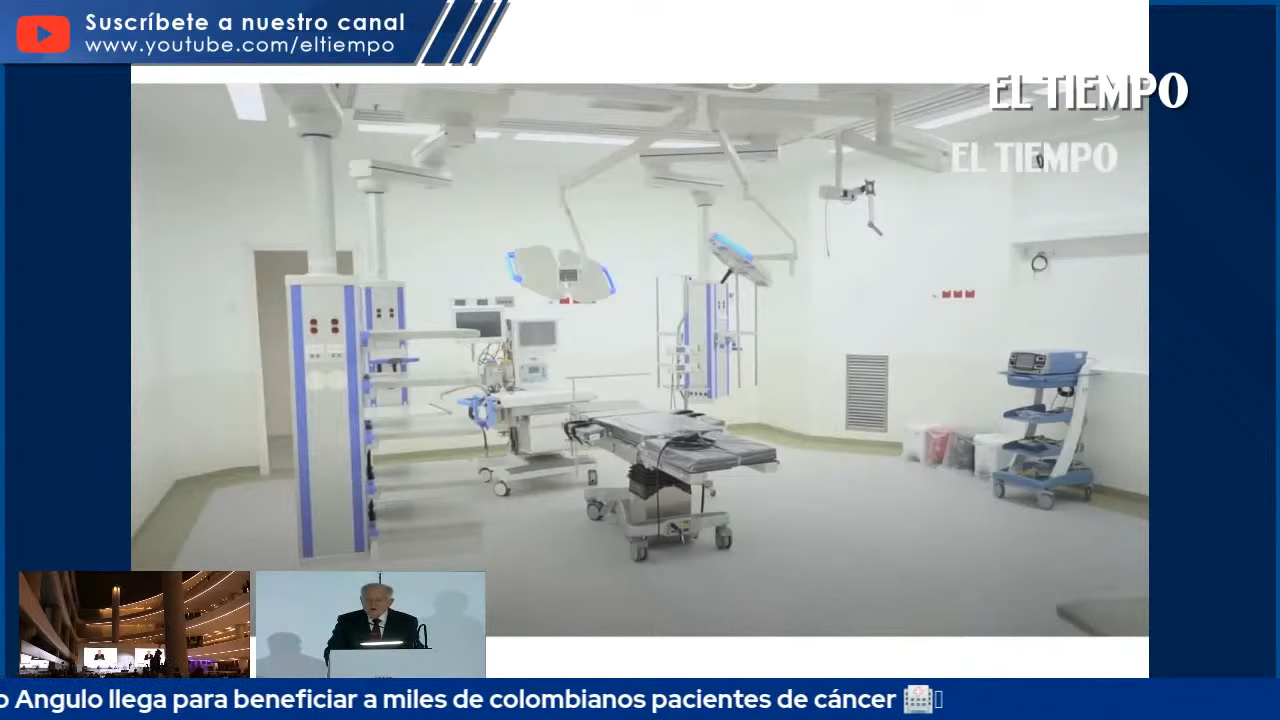 Suscríbete a nuestro canal
www.youtube.com/eltiempo
EL TIEMPO
EL TIEMPO
o Angulo llega para beneficiar a miles de colombianos pacientes de cáncer